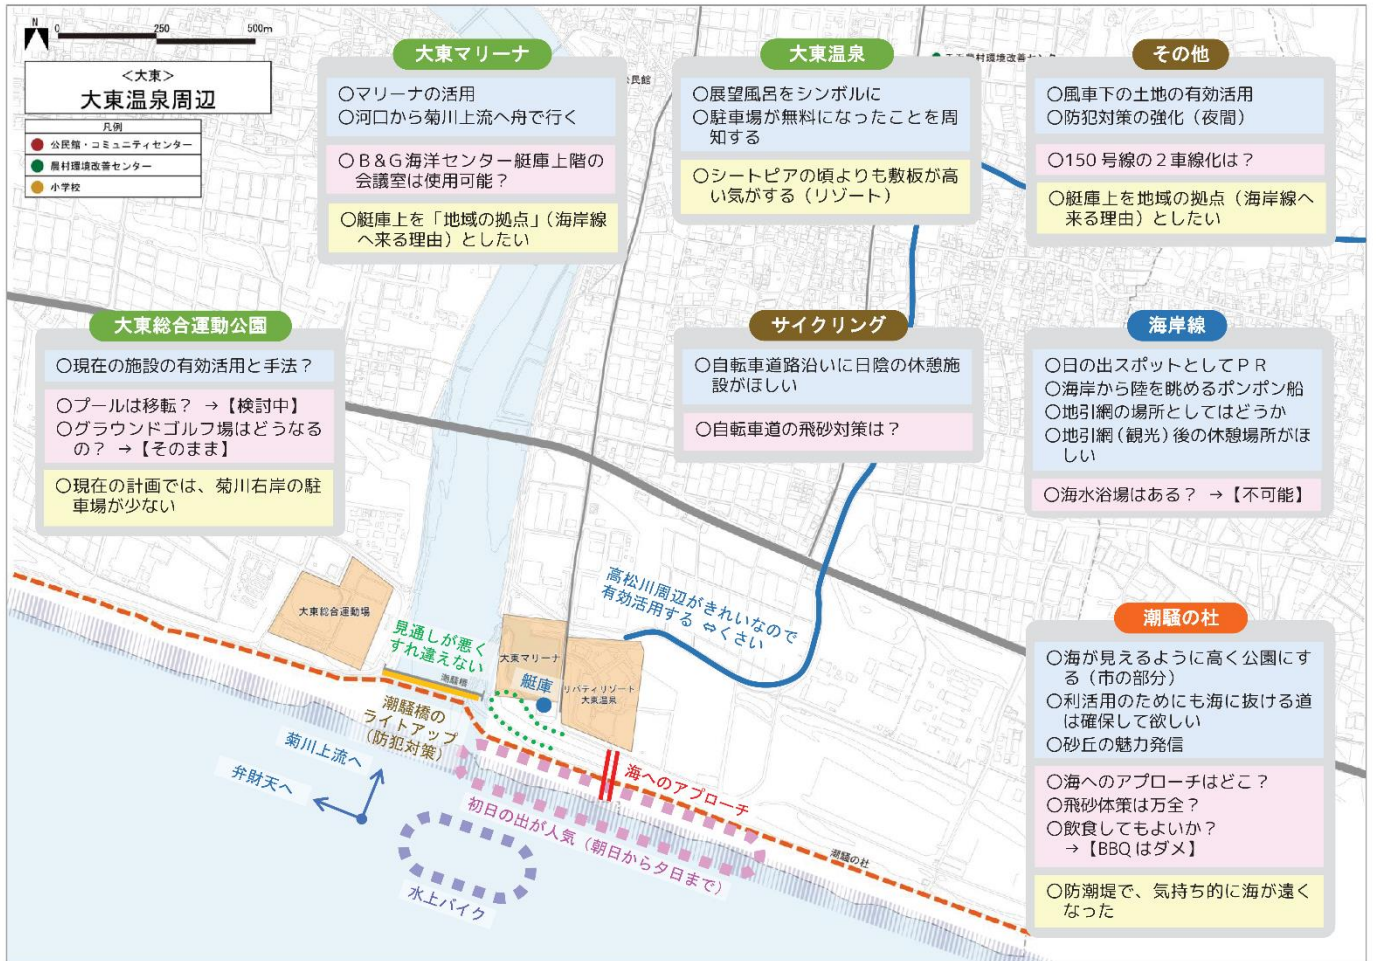 N
0 250 500m
＜大東＞
大東温泉周辺
凡例
公民館・コミュニティセンター
農村環境改善センター
小学校
大東マリーナ
○マリーナの活用
○河口から菊川上流へ舟で行く
○Ｂ＆Ｇ海洋センター艇庫上階の
会議室は使用可能？
○艇庫上を「地域の拠点」（海岸線
へ来る理由）としたい
民館
大東温泉
○展望風呂をシンボルに
○駐車場が無料になったことを周
知する
○シートピアの頃よりも敷板が高
い気がする（リゾート）
農村環境改善センター
その他
○風車下の土地の有効活用
○防犯対策の強化（夜間）
○150 号線の２車線化は？
○艇庫上を地域の拠点（海岸線へ
来る理由）としたい
大東総合運動公園
○現在の施設の有効活用と手法？
○プールは移転？ →【検討中】
○グラウンドゴルフ場はどうなる
の？ →【そのまま】
○現在の計画では、菊川右岸の駐
車場が少ない
サイクリング
○自転車道路沿いに日陰の休憩施
設がほしい
○自転車道の飛砂対策は？
海岸線
○日の出スポットとしてＰＲ
○海岸から陸を眺めるポンポン船
○地引網の場所としてはどうか
○地引網（観光）後の休憩場所がほ
しい
○海水浴場はある？ →【不可能】
潮騒の杜
○海が見えるように高く公園にす
る（市の部分）
○利活用のためにも海に抜ける道
は確保して欲しい
○砂丘の魅力発信
○海へのアプローチはどこ？
○飛砂体策は万全？
○飲食してもよいか？
→【BBQ はダメ】
○防潮堤で、気持ち的に海が遠く
なった
大東総合運動場
見通しが悪く
すれ違えない
潮騒橋
大東マリーナ
艇庫
リバティリゾート
大東温泉
高松川周辺がきれいなので
有効活用する ⇔くさい
潮騒橋の
ライトアップ
（防犯対策）
菊川上流へ
弁財天へ
海へのアプローチ
初日の出が人気（朝日から夕日まで）
水上バイク
潮騒の杜